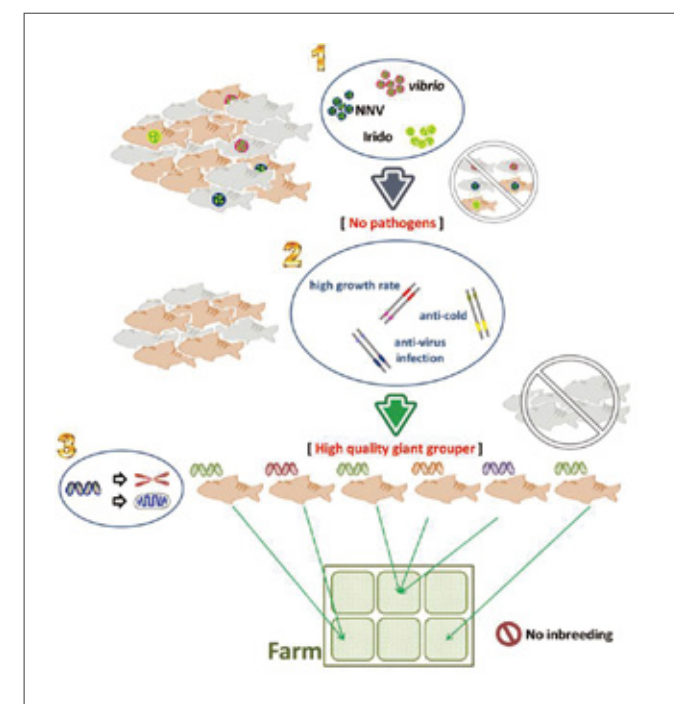 1
vibrio
NNV
Irido
[ No pathogens ]
2
high growth rate
anti-cold
anti-virus
infection
[ High quality giant grouper ]
3
Farm
No inbreeding